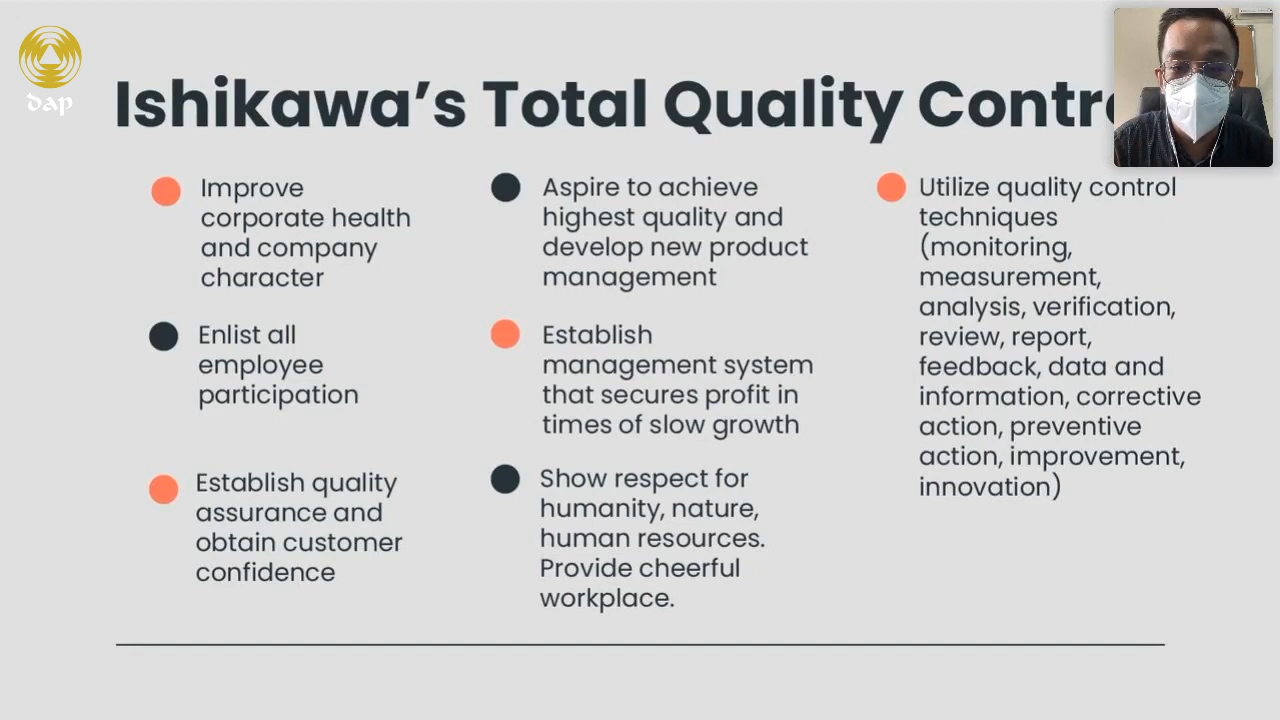 dap
Ishikawa’s Total Quality Contro
Improve
corporate health
and company
character
Enlist all
employee
participation
Establish quality
assurance and
obtain customer
confidence
Aspire to achieve
highest quality and
develop new product
management
Establish
management system
that secures profit in
times of slow growth
Show respect for
humanity, nature,
human resources.
Provide cheerful
workplace.
Utilize quality control
techniques
(monitoring,
measurement,
analysis, verification,
review, report,
feedback, data and
information, corrective
action, preventive
action, improvement,
innovation)